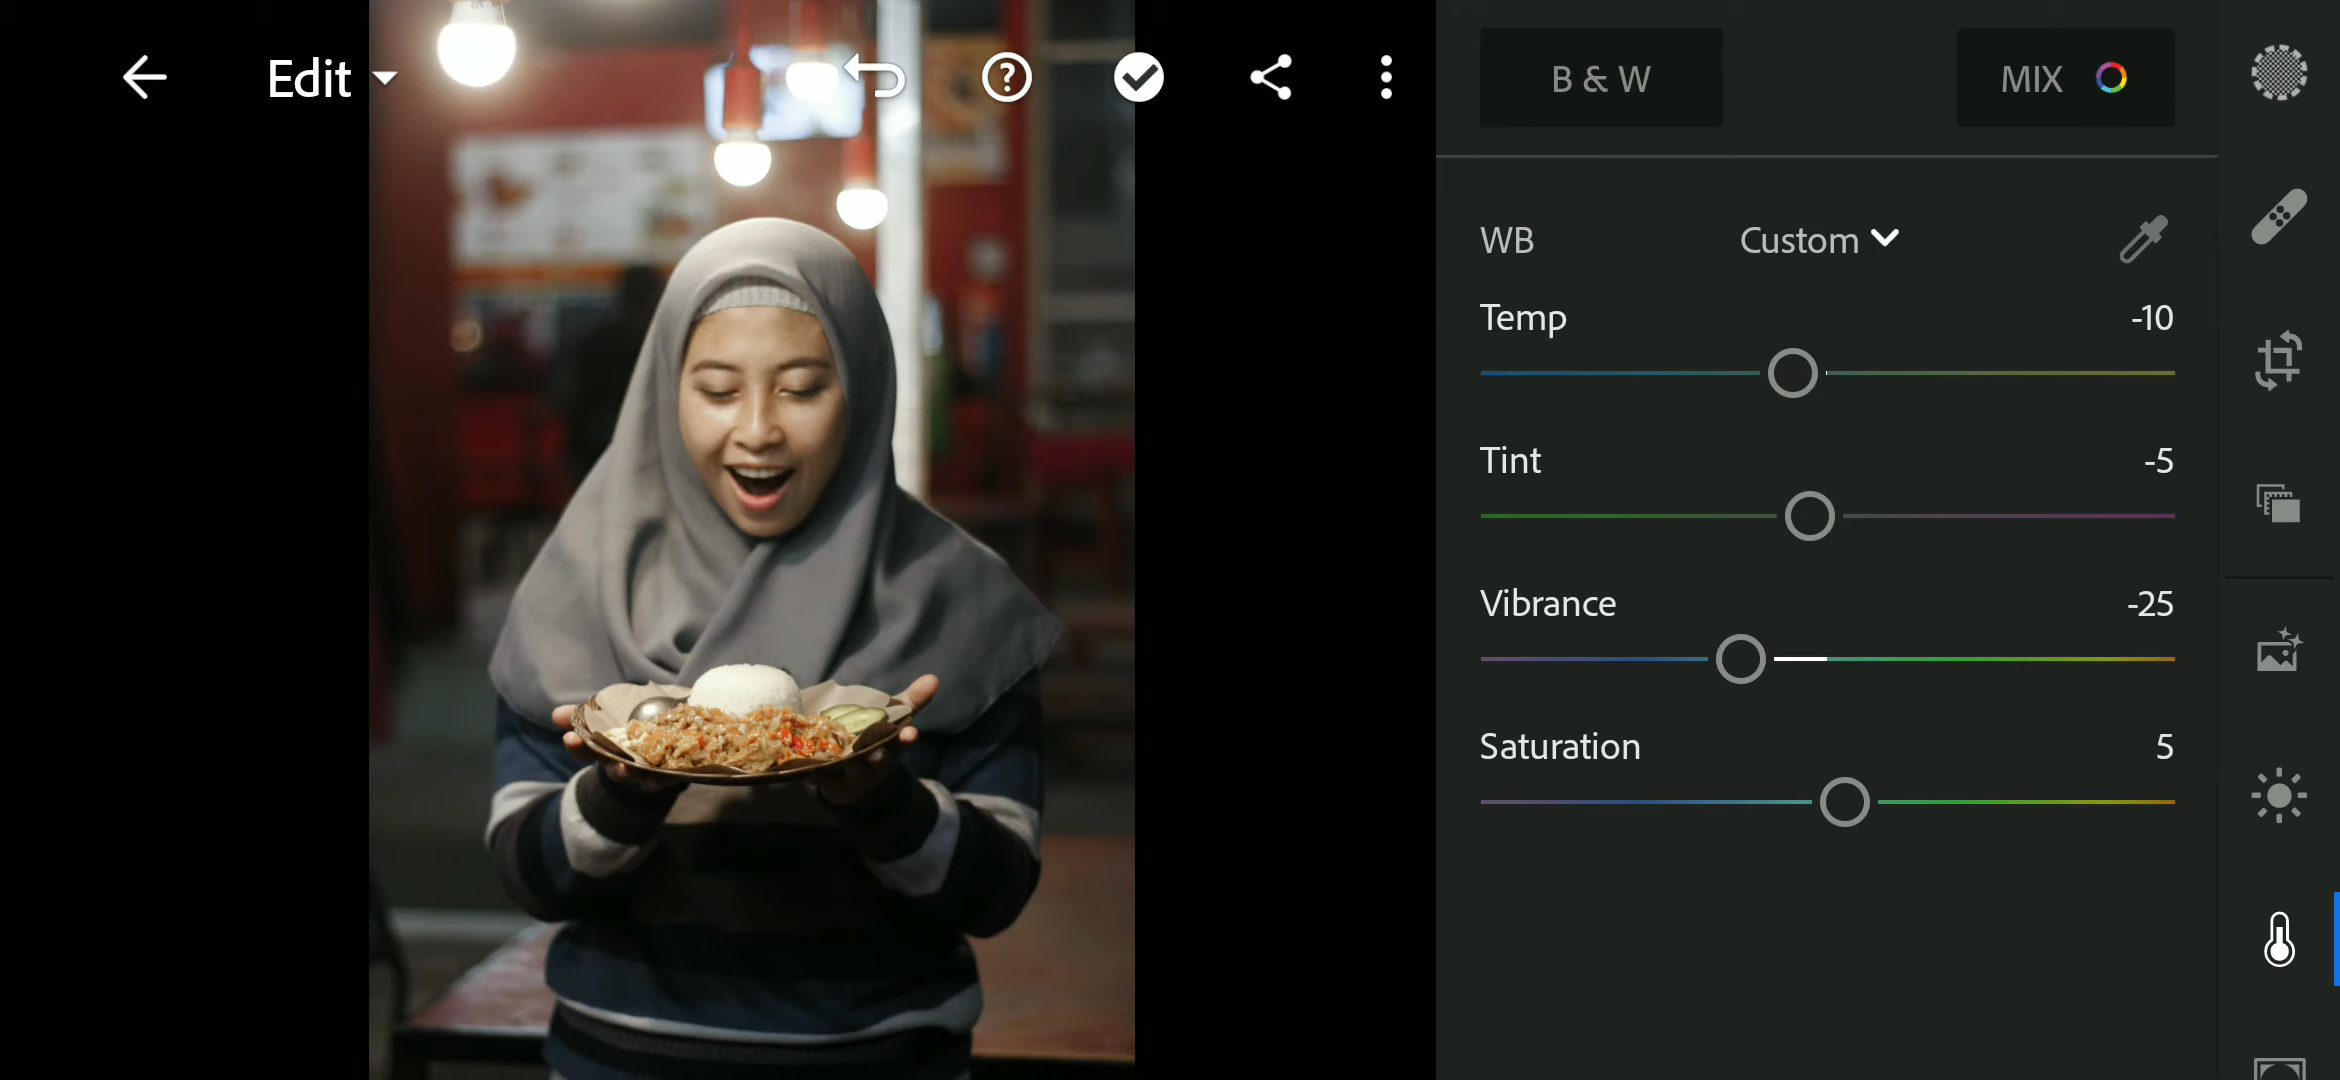 Edit
B & W
MIX
WB
Custom
Temp
-10
Tint
-5
Vibrance
-25
Saturation
5